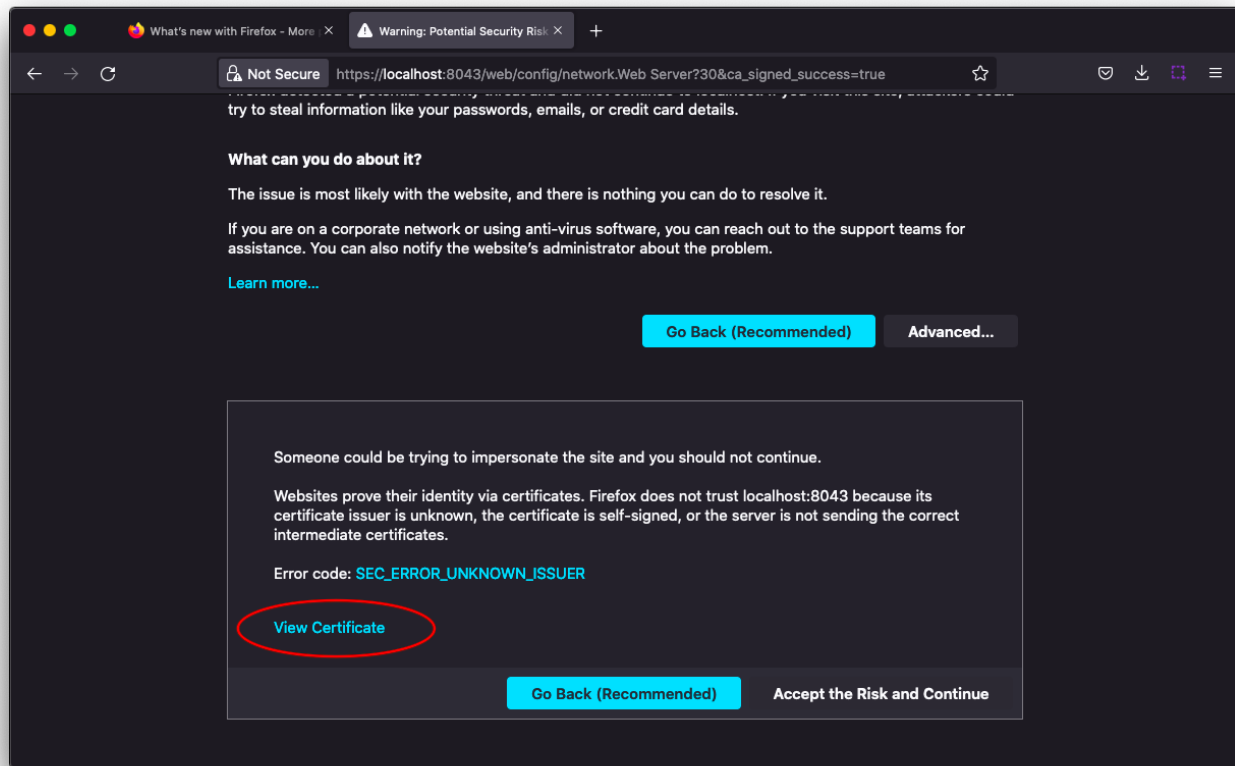 What's new with Firefox - More
Warning: Potential Security Risk
Not Secure https://localhost:8043/web/config/network.Web Server?30&ca_signed_success=true
try to steal information like your passwords, emails, or credit card details.
What can you do about it?
The issue is most likely with the website, and there is nothing you can do to resolve it.
If you are on a corporate network or using anti-virus software, you can reach out to the support teams for
assistance. You can also notify the website's administrator about the problem.
Learn more...
Go Back (Recommended) Advanced...
Someone could be trying to impersonate the site and you should not continue.
Websites prove their identity via certificates. Firefox does not trust localhost:8043 because its
certificate issuer is unknown, the certificate is self-signed, or the server is not sending the correct
intermediate certificates.
Error code: SEC_ERROR_UNKNOWN_ISSUER
View Certificate
Go Back (Recommended) Accept the Risk and Continue